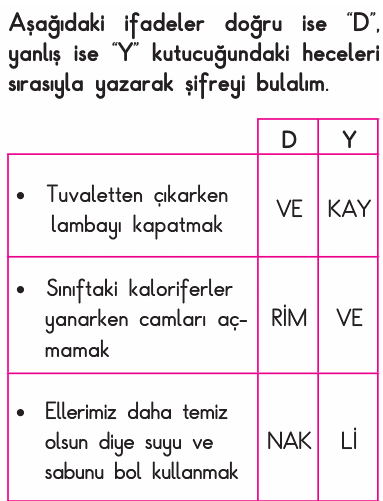 Aşağıdaki ifadeler doğru ise “D”,
yanlış ise “Y” kutucuğundaki heceleri
sırasıyla yazarak şifreyi bulalım.
D Y
• Tuvaletten çıkarken
lambayı kapatmak
VE KAY
• Sınıftaki kaloriferler
yanarken camları aç-
mamak
RİM VE
• Ellerimiz daha temiz
olsun diye suyu ve
sabunu bol kullanmak
NAK Lİ